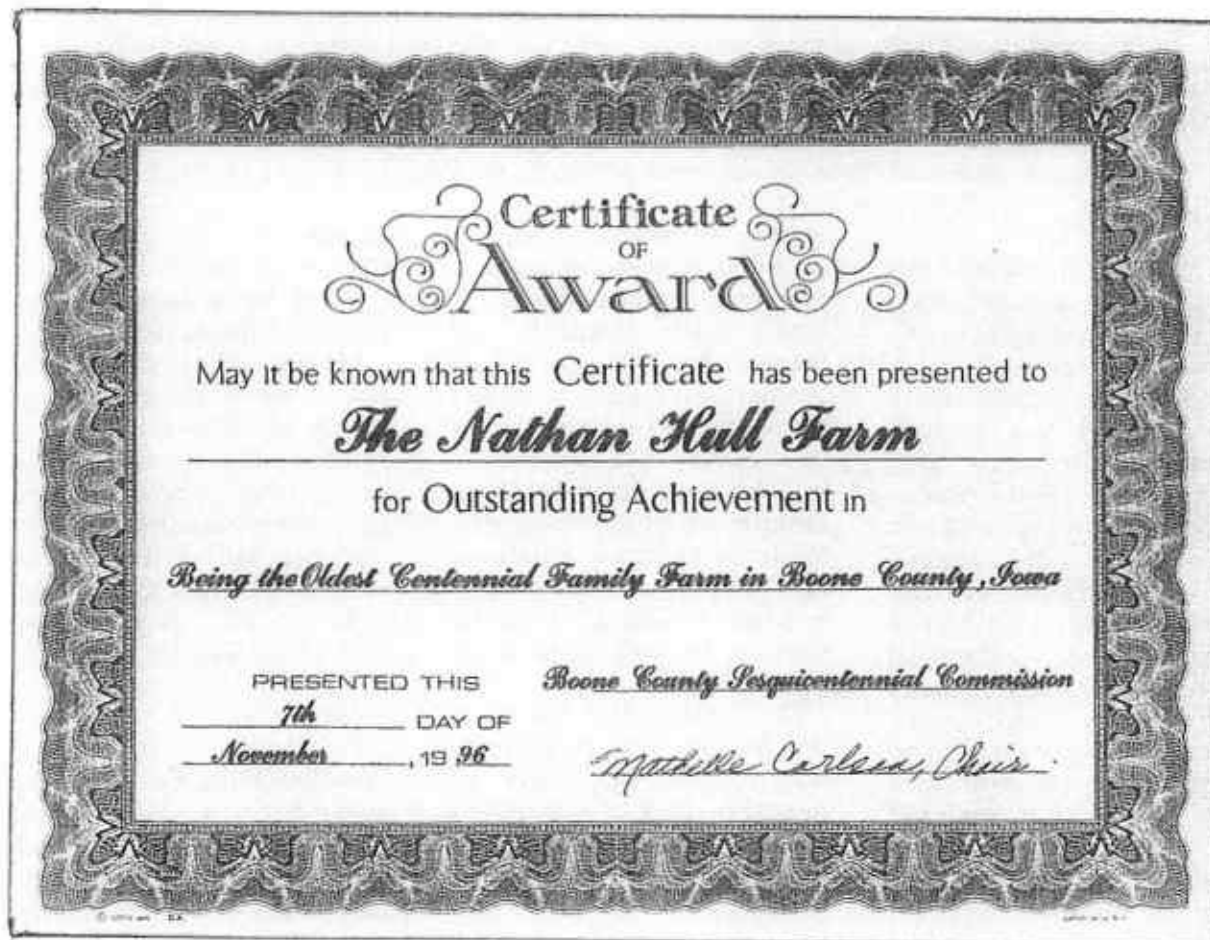 Certificate
OF
Award
May it be known that this Certificate has been presented to
The Nathan Hull Farm
for Outstanding Achievement in
Being the Oldest Centennial Family Farm in Boone County, Iowa
PRESENTED THIS
7th DAY OF
November, 19 96
Boone County Sesquicentennial Commission
Carlson, Chair